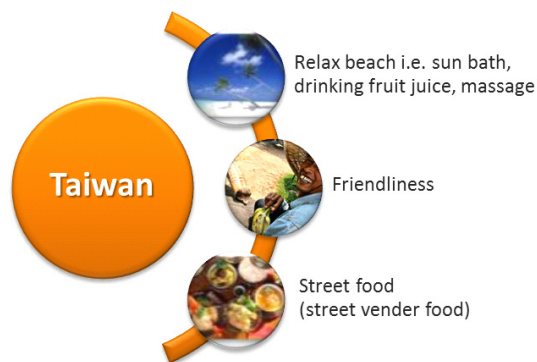 Taiwan
Relax beach i.e. sun bath,
drinking fruit juice, massage
Friendliness
Street food
(street vender food)